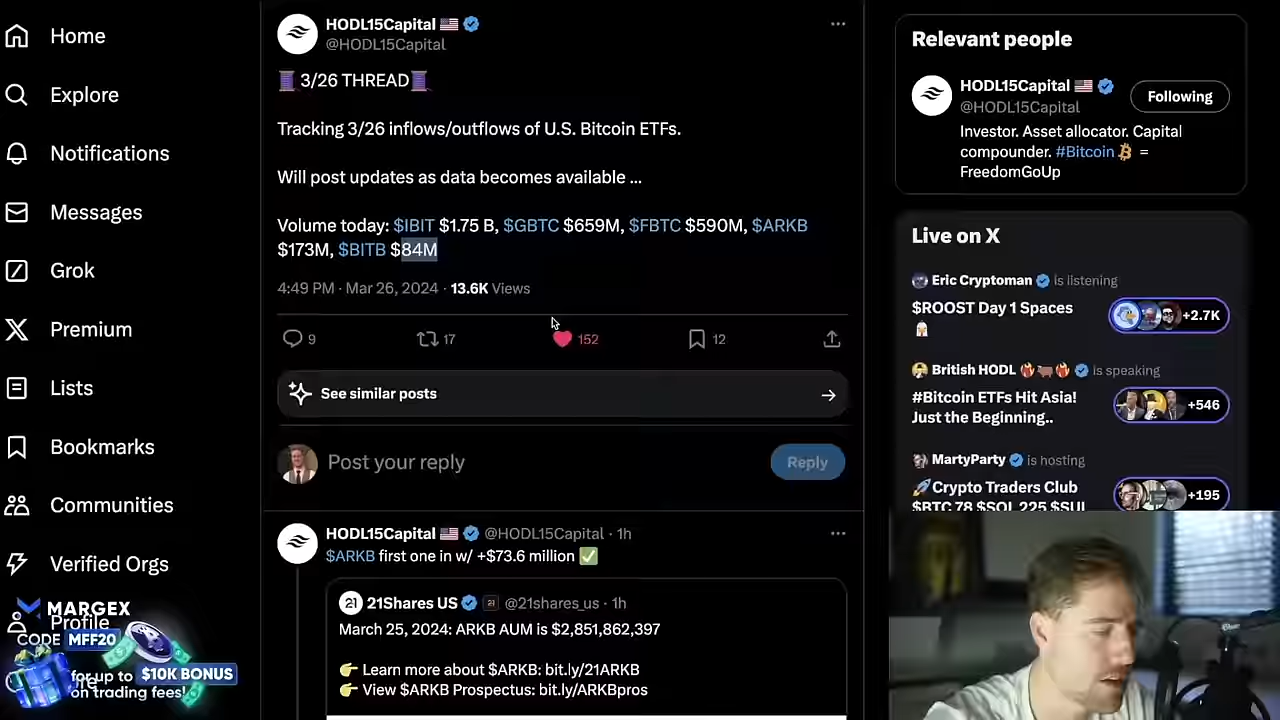 Home
Explore
Notifications
Messages
Grok
Premium
Lists
Bookmarks
Communities
Verified Orgs
Profile
MARGEX
CODE MFF20
for up to $10K BONUS
on trading fees!
HODL15Capital
@HODL15Capital
3/26 THREAD
Tracking 3/26 inflows/outflows of U.S. Bitcoin ETFs.
Will post updates as data becomes available ...
Volume today: $IBIT $1.75 B, $GBTC $659M, $FBTC $590M, $ARKB
$173M, $BITB $84M
4:49 PM · Mar 26, 2024 · 13.6K Views
9 17 152 12
See similar posts
Post your reply Reply
HODL15Capital @HODL15Capital · 1h
$ARKB first one in w/ +$73.6 million
21 21Shares US 21 @21shares_us · 1h
March 25, 2024: ARKB AUM is $2,851,862,397
Learn more about $ARKB: bit.ly/21ARKB
View $ARKB Prospectus: bit.ly/ARKBpros
Relevant people
HODL15Capital
@HODL15Capital
Following
Investor. Asset allocator. Capital
compounder. #Bitcoin =
FreedomGoUp
Live on X
Eric Cryptoman is listening
$ROOST Day 1 Spaces
+2.7K
British HODL is speaking
#Bitcoin ETFs Hit Asia!
Just the Beginning..
+546
MartyParty is hosting
Crypto Traders Club
$BTC 78 $SOL 225 $SUI
+195